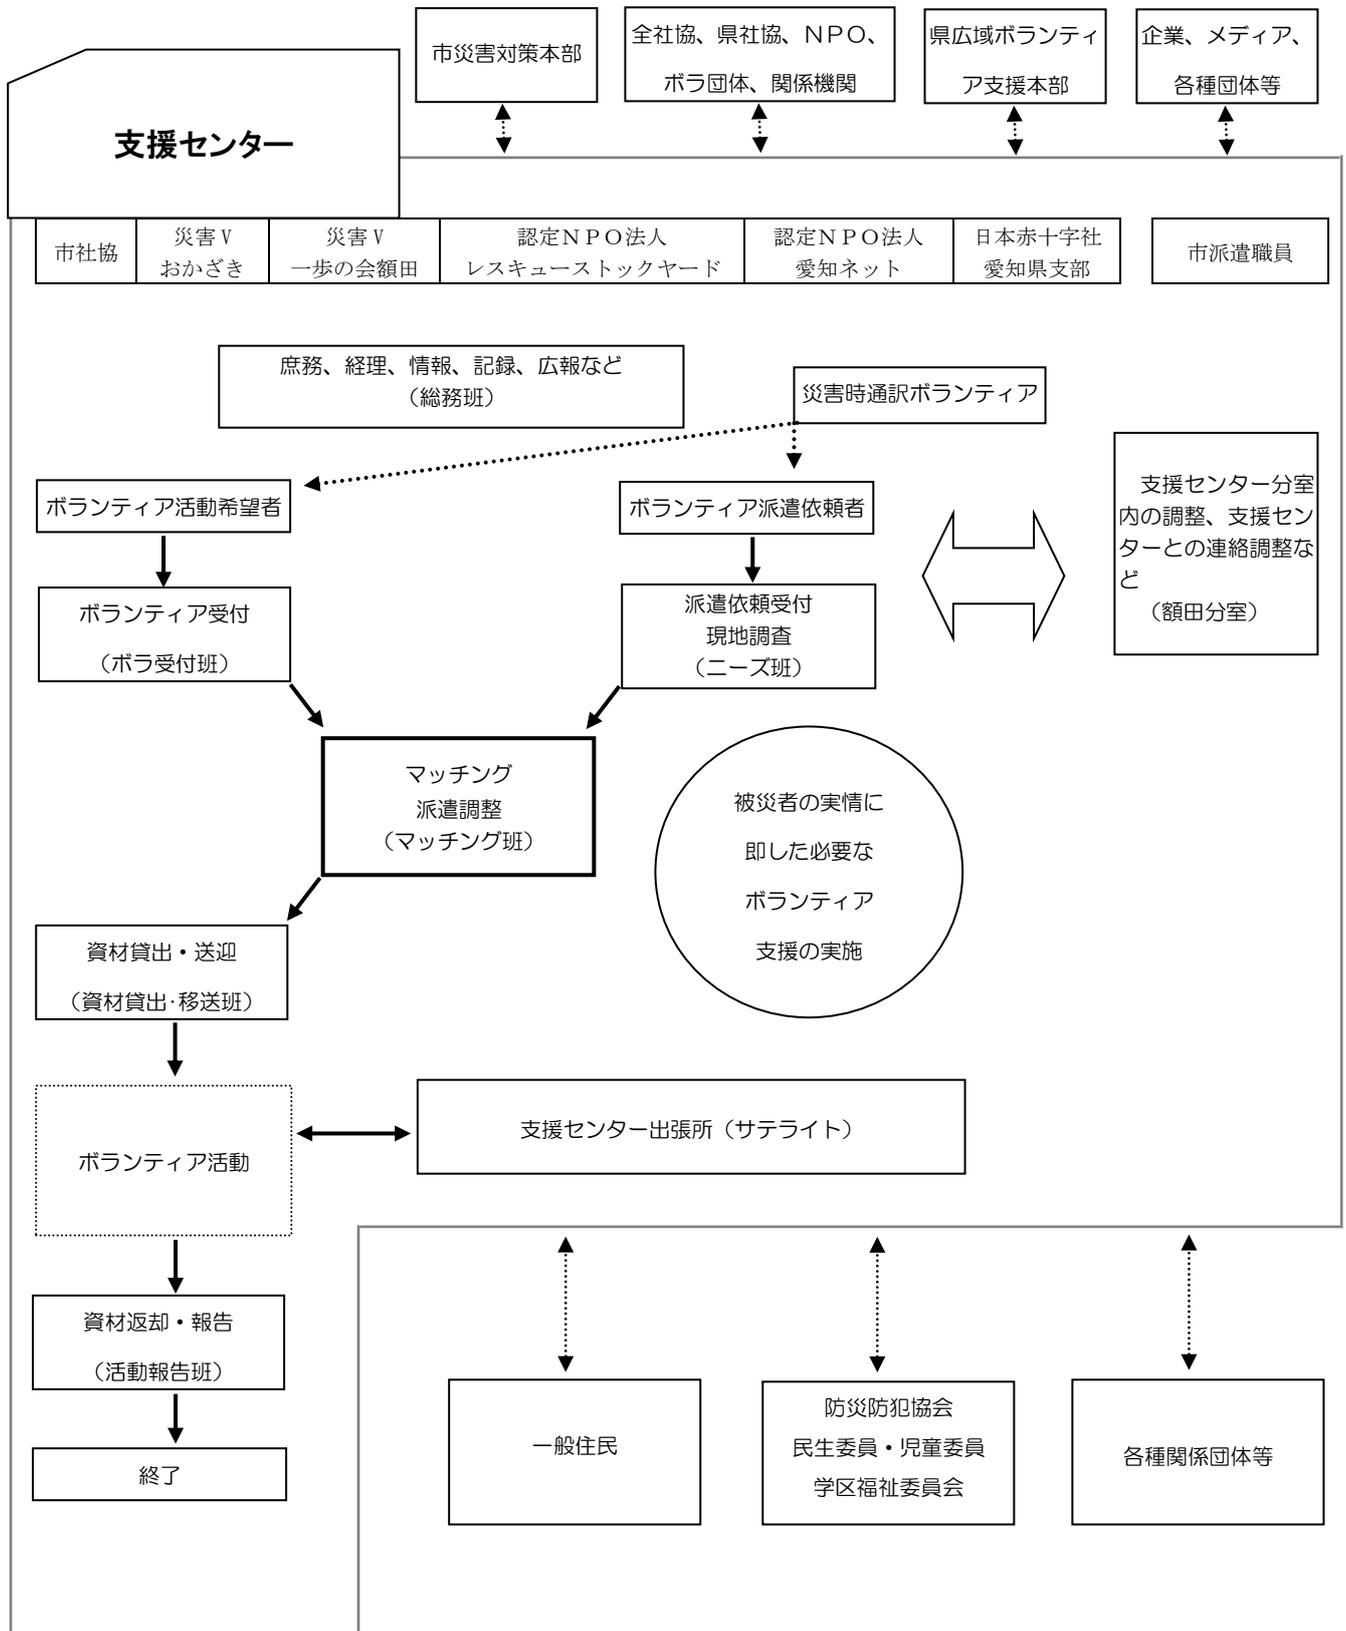 市災害対策本部
全社協、県社協、ＮＰＯ、
ボラ団体、関係機関
県広域ボランティ
ア支援本部
企業、メディア、
各種団体等
支援センター
市社協
災害Ｖ
おかざき
災害Ｖ
一歩の会額田
認定ＮＰＯ法人
レスキューストックヤード
認定ＮＰＯ法人
愛知ネット
日本赤十字社
愛知県支部
市派遣職員
庶務、経理、情報、記録、広報など
（総務班）
災害時通訳ボランティア
ボランティア活動希望者
ボランティア派遣依頼者
支援センター分室
内の調整、支援セン
ターとの連絡調整な
ど
（額田分室）
ボランティア受付
（ボラ受付班）
派遣依頼受付
現地調査
（ニーズ班）
マッチング
派遣調整
（マッチング班）
被災者の実情に
即した必要な
ボランティア
支援の実施
資材貸出・送迎
（資材貸出･移送班）
ボランティア活動
支援センター出張所（サテライト）
資材返却・報告
（活動報告班）
終了
一般住民
防災防犯協会
民生委員・児童委員
学区福祉委員会
各種関係団体等